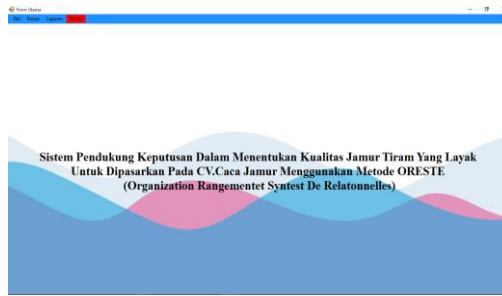 Form Utama
File Proses Laporan
Sistem Pendukung Keputusan Dalam Menentukan Kualitas Jamur Tiram Yang Layak
Untuk Dipasarkan Pada CV.Caca Jamur Menggunakan Metode ORESTE
(Organization Rangementet Syntest De Relatonnelles)